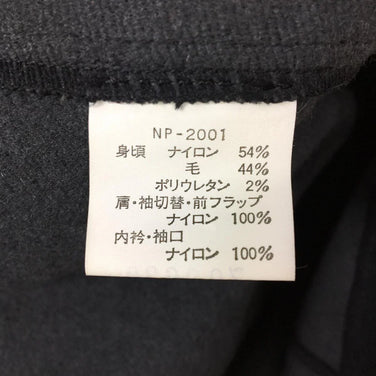 NP-2001
身頃 ナイロン 54%
毛 44%
ポリウレタン 2%
肩・袖切替・前フラップ
ナイロン 100%
内衿・袖口
ナイロン 100%